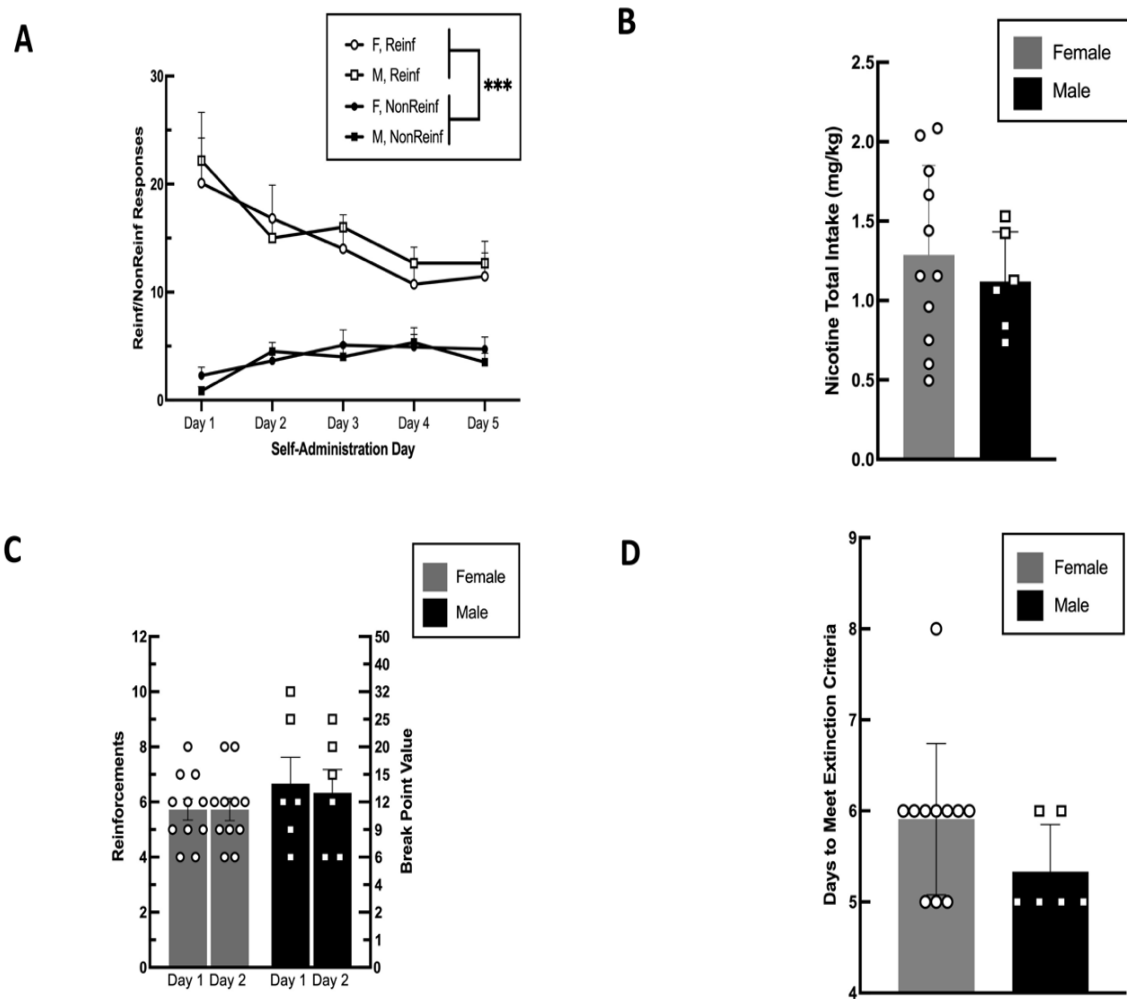 A
F, Reinf
M, Reinf
F, NonReinf
M, NonReinf
***
Reinf/NonReinf Responses
30
20
10
0
Day 1 Day 2 Day 3 Day 4 Day 5
Self-Administration Day
B
Female
Male
Nicotine Total Intake (mg/kg)
2.5
2.0
1.5
1.0
0.5
0.0
C
Female
Male
Reinforcements
12
10
8
6
4
2
0
Break Point Value
50
40
32
25
20
15
12
9
6
4
2
1
0
Day 1 Day 2 Day 1 Day 2
D
Female
Male
Days to Meet Extinction Criteria
9
8
7
6
5
4